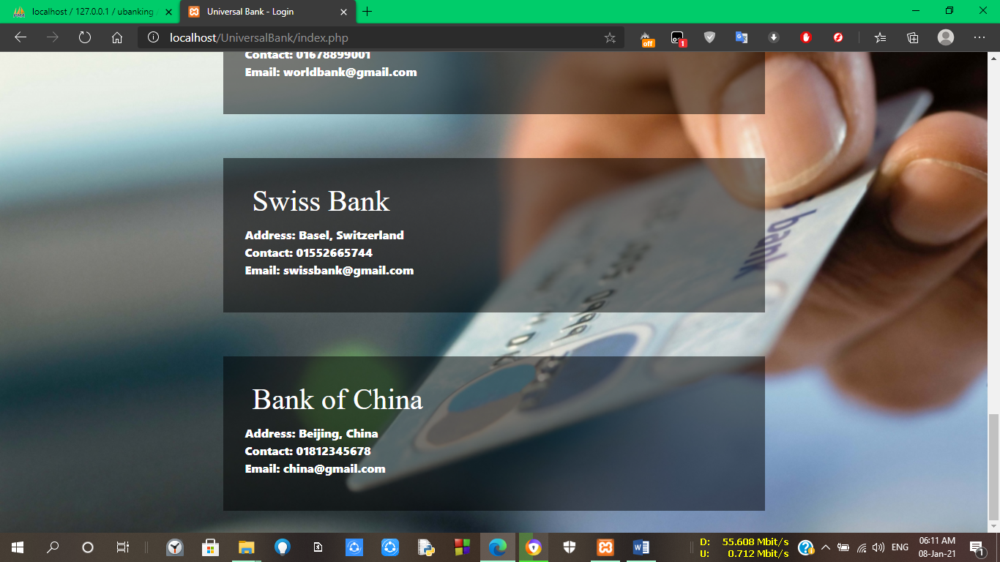 localhost / 127.0.0.1 / ubanking
Universal Bank - Login
localhost/UniversalBank/index.php
off
1
Contact: 01678899001
Email: worldbank@gmail.com
Swiss Bank
Address: Basel, Switzerland
Contact: 01552665744
Email: swissbank@gmail.com
bank
Bank of China
Address: Beijing, China
Contact: 01812345678
Email: china@gmail.com
D: 55.608 Mbit/s
U: 0.712 Mbit/s
ENG
06:11 AM
08-Jan-21
1